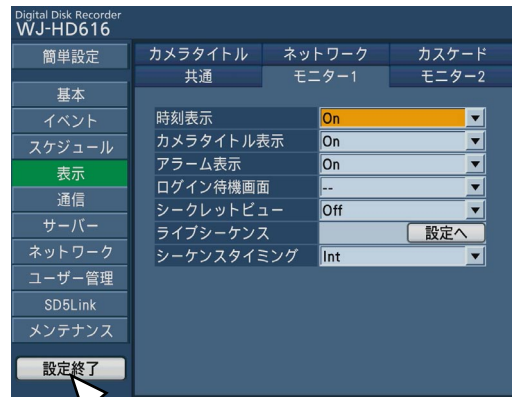 Digital Disk Recorder
WJ-HD616
簡単設定
基本
イベント
スケジュール
表示
通信
サーバー
ネットワーク
ユーザー管理
SD5Link
メンテナンス
設定終了
カメラタイトル ネットワーク カスケード
共通 モニター1 モニター2
時刻表示 On
カメラタイトル表示 On
アラーム表示 On
ログイン待機画面 --
シークレットビュー Off
ライブシーケンス 設定へ
シーケンスタイミング Int